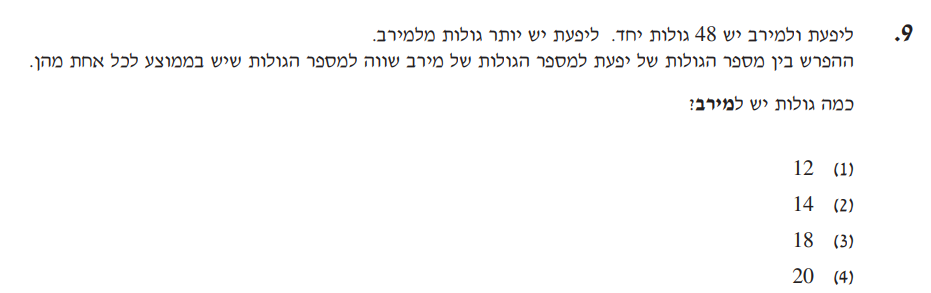 9. ליפעת ולמירב יש 48 גולות יחד. ליפעת יש יותר גולות מלמירב.
ההפרש בין מספר הגולות של יפעת למספר הגולות של מירב שווה למספר הגולות שיש בממוצע לכל אחת מהן.
כמה גולות יש למירב?
(1) 12
(2) 14
(3) 18
(4) 20